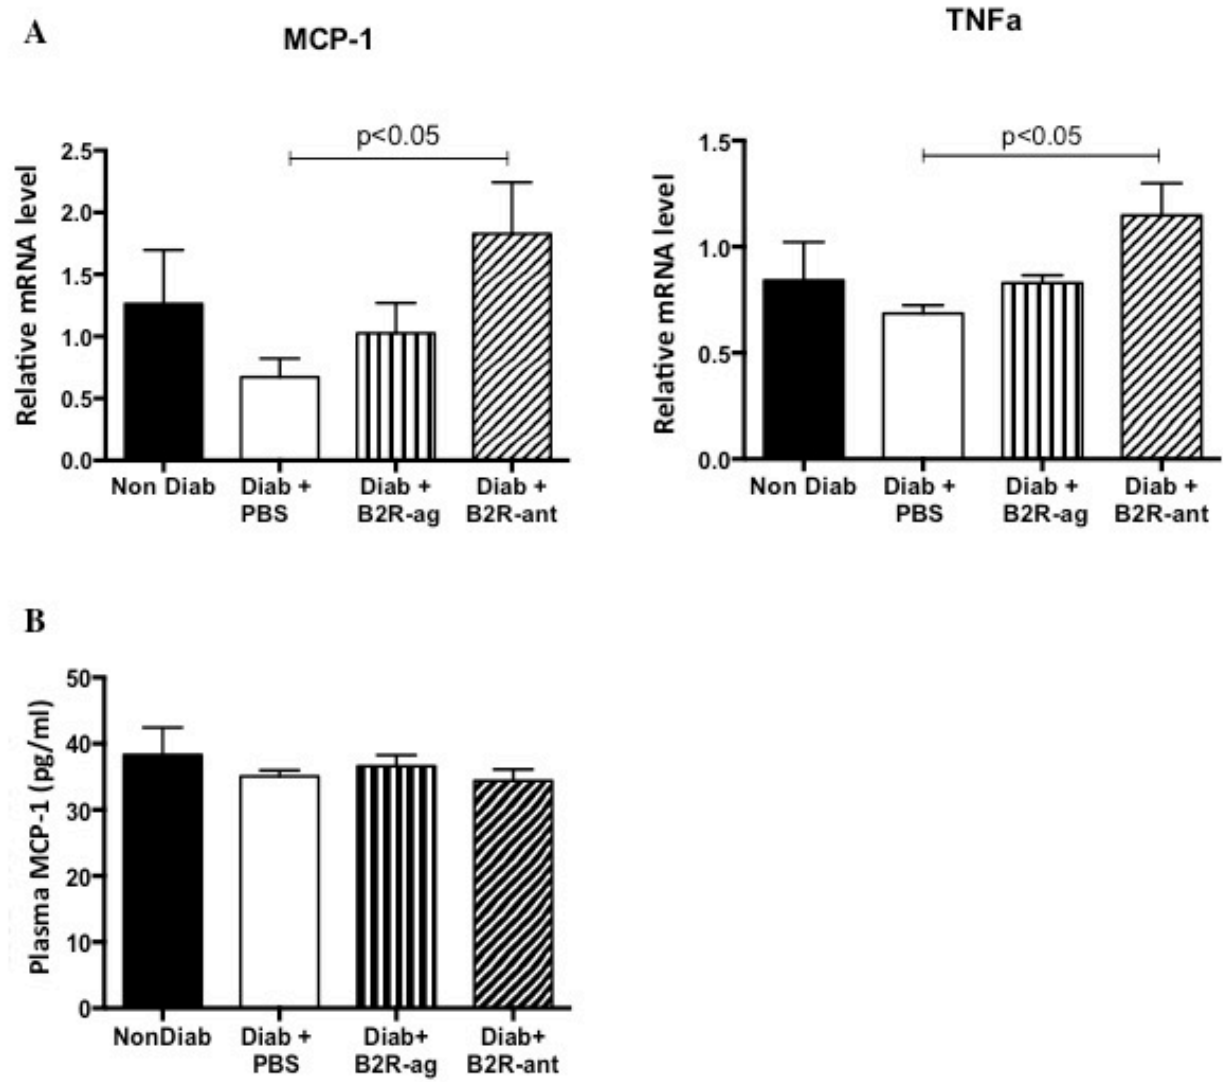 A
MCP-1
TNFa
p<0.05
2.5
2.0
1.5
1.0
0.5
0.0
Relative mRNA level
Non Diab
Diab +
PBS
Diab +
B2R-ag
Diab +
B2R-ant
p<0.05
1.5
1.0
0.5
0.0
Relative mRNA level
Non Diab
Diab +
PBS
Diab +
B2R-ag
Diab +
B2R-ant
B
50
40
30
20
10
0
Plasma MCP-1 (pg/ml)
NonDiab
Diab +
PBS
Diab+
B2R-ag
Diab+
B2R-ant